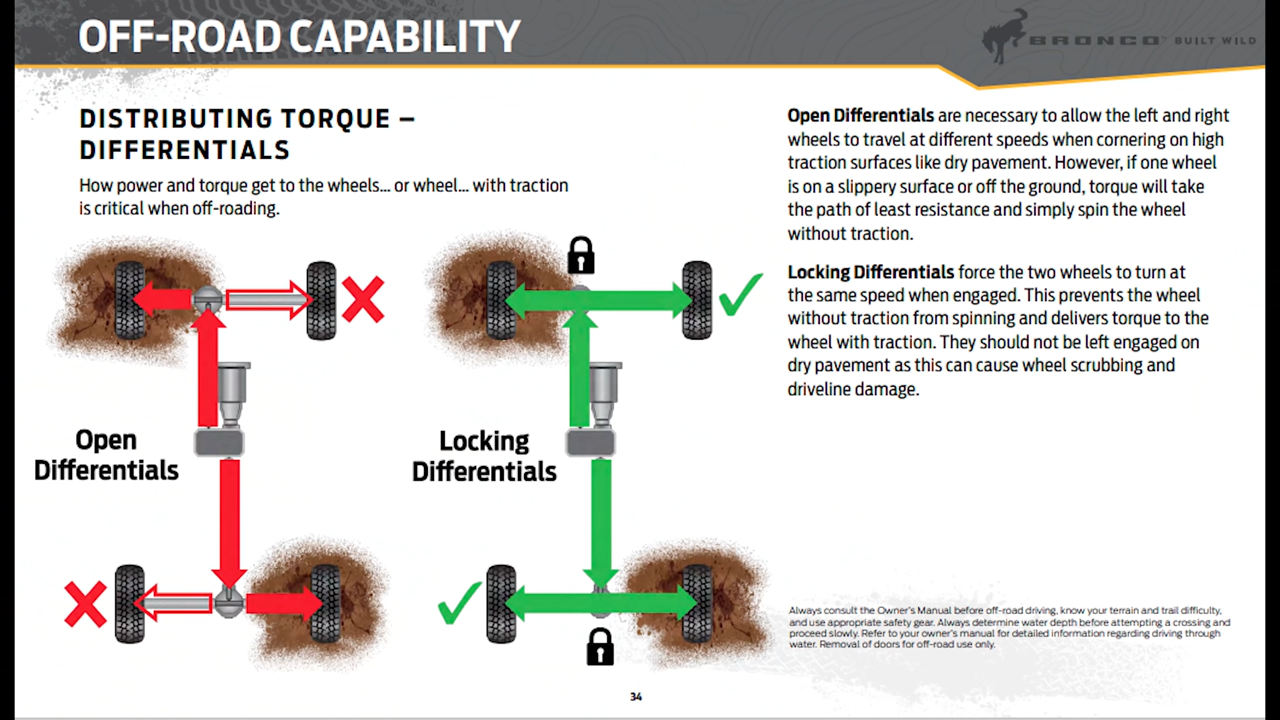 OFF-ROAD CAPABILITY
BRONCO™ BUILT WILD
DISTRIBUTING TORQUE –
DIFFERENTIALS
How power and torque get to the wheels... or wheel... with traction
is critical when off-roading.
Open
Differentials
Locking
Differentials
Open Differentials are necessary to allow the left and right
wheels to travel at different speeds when cornering on high
traction surfaces like dry pavement. However, if one wheel
is on a slippery surface or off the ground, torque will take
the path of least resistance and simply spin the wheel
without traction.
Locking Differentials force the two wheels to turn at
the same speed when engaged. This prevents the wheel
without traction from spinning and delivers torque to the
wheel with traction. They should not be left engaged on
dry pavement as this can cause wheel scrubbing and
driveline damage.
Always consult the Owner's Manual before off-road driving, know your terrain and trail difficulty,
and use appropriate safety gear. Always determine water depth before attempting a crossing and
proceed slowly. Refer to your owner's manual for detailed information regarding driving through
water. Removal of doors for off-road use only.
34